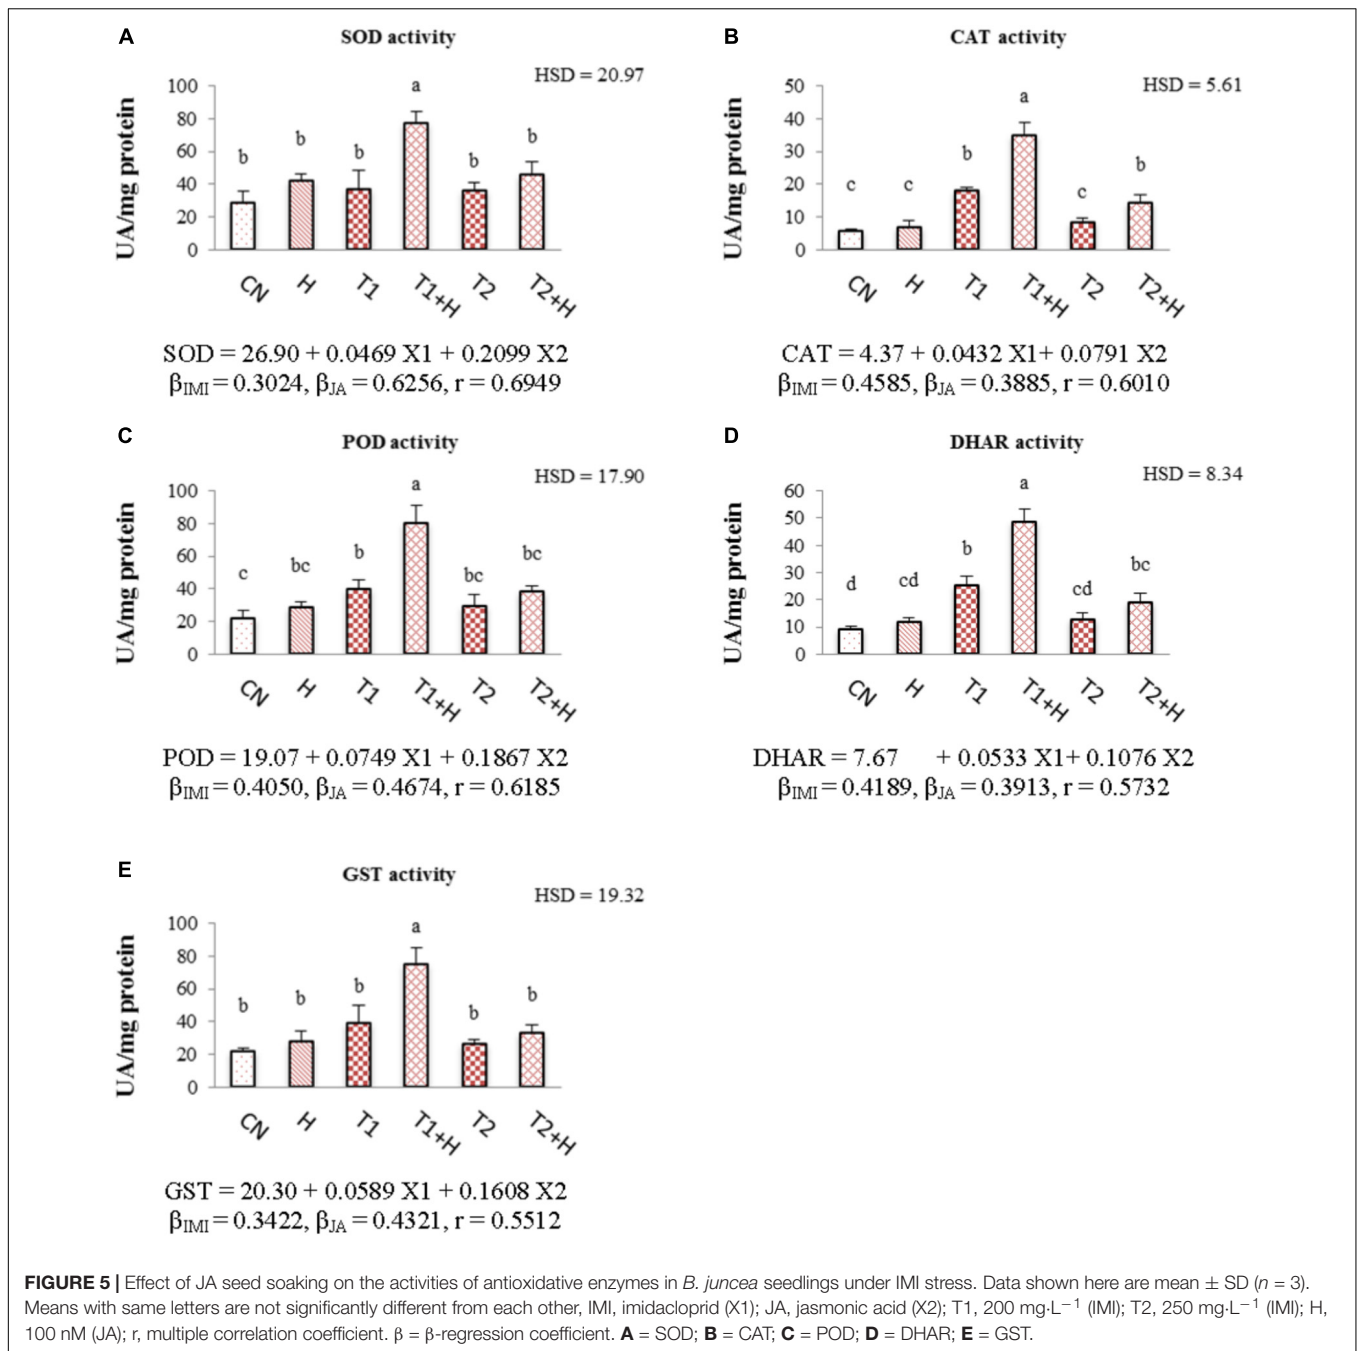 A
SOD activity
HSD = 20.97
UA/mg protein
100
80
60
40
20
0
b
b
b
a
b
b
CN
H
T1
T1+H
T2
T2+H
SOD = 26.90 + 0.0469 X1 + 0.2099 X2
βIMI = 0.3024, βJA = 0.6256, r = 0.6949
B
CAT activity
HSD = 5.61
UA/mg protein
50
40
30
20
10
0
c
c
b
a
c
b
CN
H
T1
T1+H
T2
T2+H
CAT = 4.37 + 0.0432 X1+ 0.0791 X2
βIMI = 0.4585, βJA = 0.3885, r = 0.6010
C
POD activity
HSD = 17.90
UA/mg protein
100
80
60
40
20
0
c
bc
b
a
bc
bc
CN
H
T1
T1+H
T2
T2+H
POD = 19.07 + 0.0749 X1 + 0.1867 X2
βIMI = 0.4050, βJA = 0.4674, r = 0.6185
D
DHAR activity
HSD = 8.34
UA/mg protein
60
50
40
30
20
10
0
d
cd
b
a
cd
bc
CN
H
T1
T1+H
T2
T2+H
DHAR = 7.67 + 0.0533 X1+ 0.1076 X2
βIMI = 0.4189, βJA = 0.3913, r = 0.5732
E
GST activity
HSD = 19.32
UA/mg protein
100
80
60
40
20
0
b
b
b
a
b
b
CN
H
T1
T1+H
T2
T2+H
GST = 20.30 + 0.0589 X1 + 0.1608 X2
βIMI = 0.3422, βJA = 0.4321, r = 0.5512
FIGURE 5 | Effect of JA seed soaking on the activities of antioxidative enzymes in B. juncea seedlings under IMI stress. Data shown here are mean ± SD (n = 3).
Means with same letters are not significantly different from each other, IMI, imidacloprid (X1); JA, jasmonic acid (X2); T1, 200 mg·L⁻¹ (IMI); T2, 250 mg·L⁻¹ (IMI); H,
100 nM (JA); r, multiple correlation coefficient. β = β-regression coefficient. A = SOD; B = CAT; C = POD; D = DHAR; E = GST.